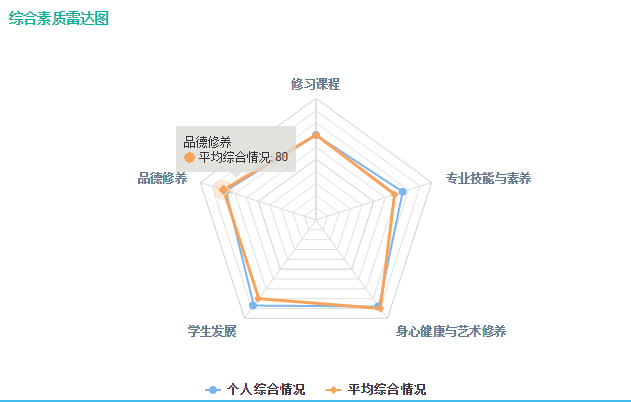 综合素质雷达图
修习课程
品德修养
平均综合情况: 80
品德修养
专业技能与素养
学生发展
身心健康与艺术修养
个人综合情况
平均综合情况